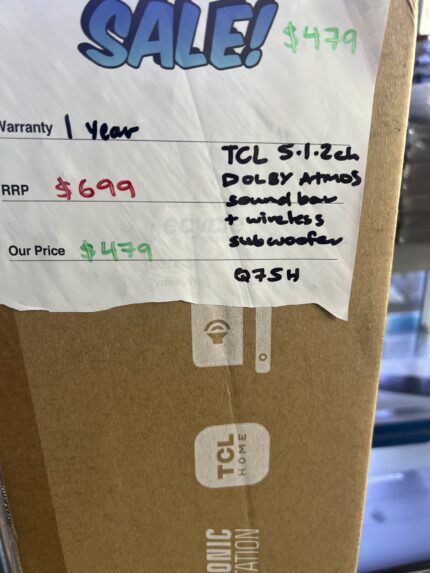 SALE! $479
Warranty 1 Year
TCL 5.1.2ch
DOLBY ATMOS
RRP $699
sound bar
+ wireless
subwoofer
Our Price $479
Q75H
TCL
HOME
ONIC
TATION